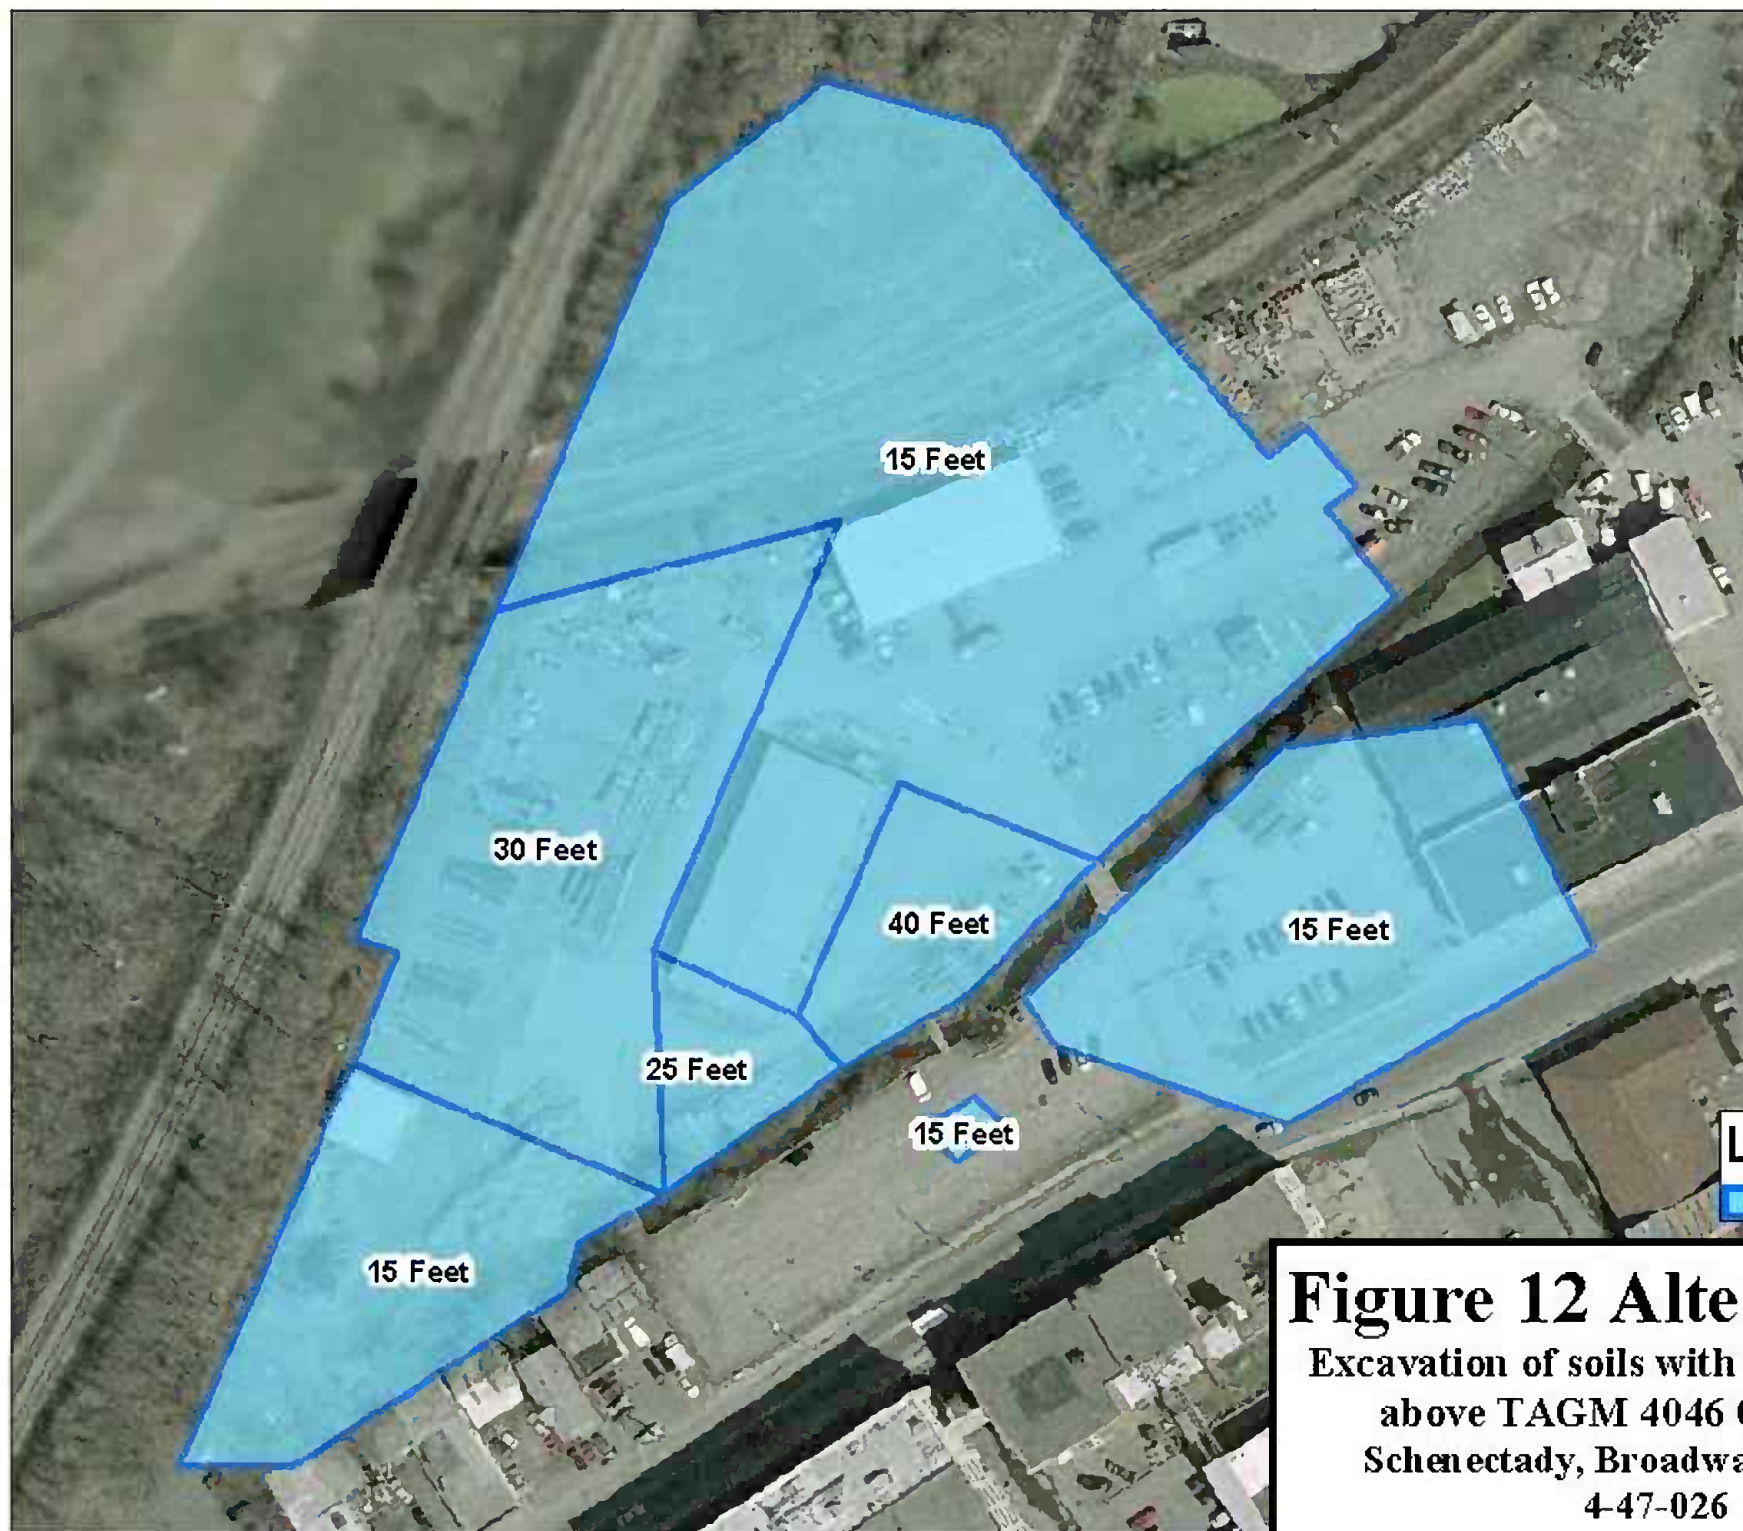 15 Feet
30 Feet
40 Feet
15 Feet
25 Feet
15 Feet
15 Feet
L
Figure 12 Alte
Excavation of soils with
above TAGM 4046
Schenectady, Broadwa
4-47-026